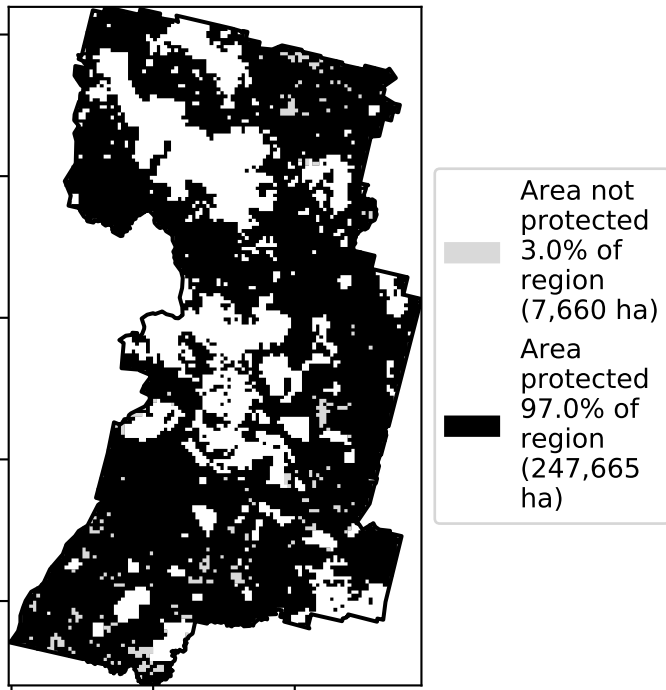 Area not
protected
3.0% of
region
(7,660 ha)
Area
protected
97.0% of
region
(247,665
ha)